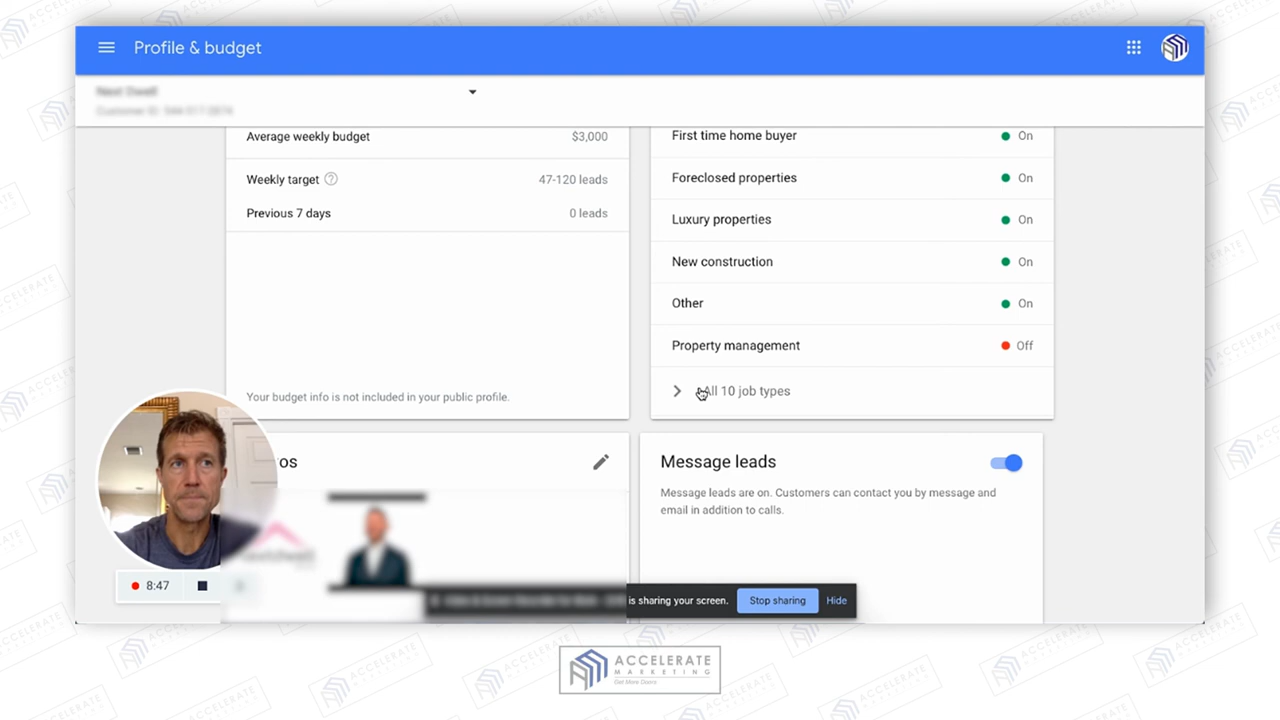 Profile & budget
Average weekly budget
$3,000
Weekly target
47-120 leads
Previous 7 days
0 leads
Your budget info is not included in your public profile.
First time home buyer
On
Foreclosed properties
On
Luxury properties
On
New construction
On
Other
On
Property management
Off
All 10 job types
os
Message leads
Message leads are on. Customers can contact you by message and
email in addition to calls.
8:47
is sharing your screen.
Stop sharing
Hide
ACCELERATE
MARKETING
Get More Doors